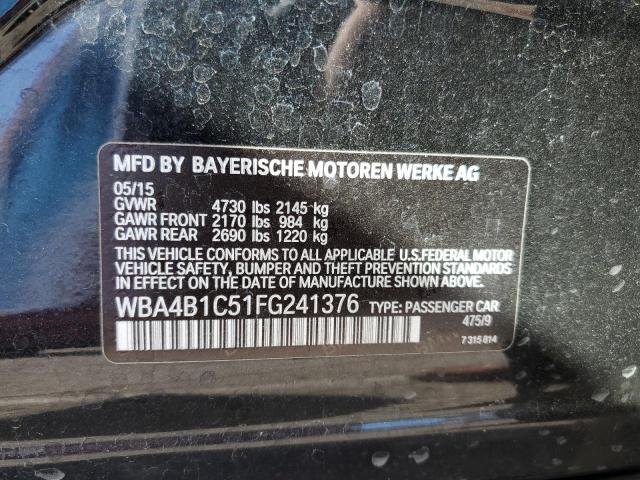 MFD BY BAYERISCHE MOTOREN WERKE AG
05/15
GVWR 4730 lbs 2145 kg
GAWR FRONT 2170 lbs 984 kg
GAWR REAR 2690 lbs 1220 kg
THIS VEHICLE CONFORMS TO ALL APPLICABLE U.S. FEDERAL MOTOR
VEHICLE SAFETY, BUMPER AND THEFT PREVENTION STANDARDS
IN EFFECT ON THE DATE OF MANUFACTURE SHOWN ABOVE.
WBA4B1C51FG241376 TYPE: PASSENGER CAR
475/9
7315814